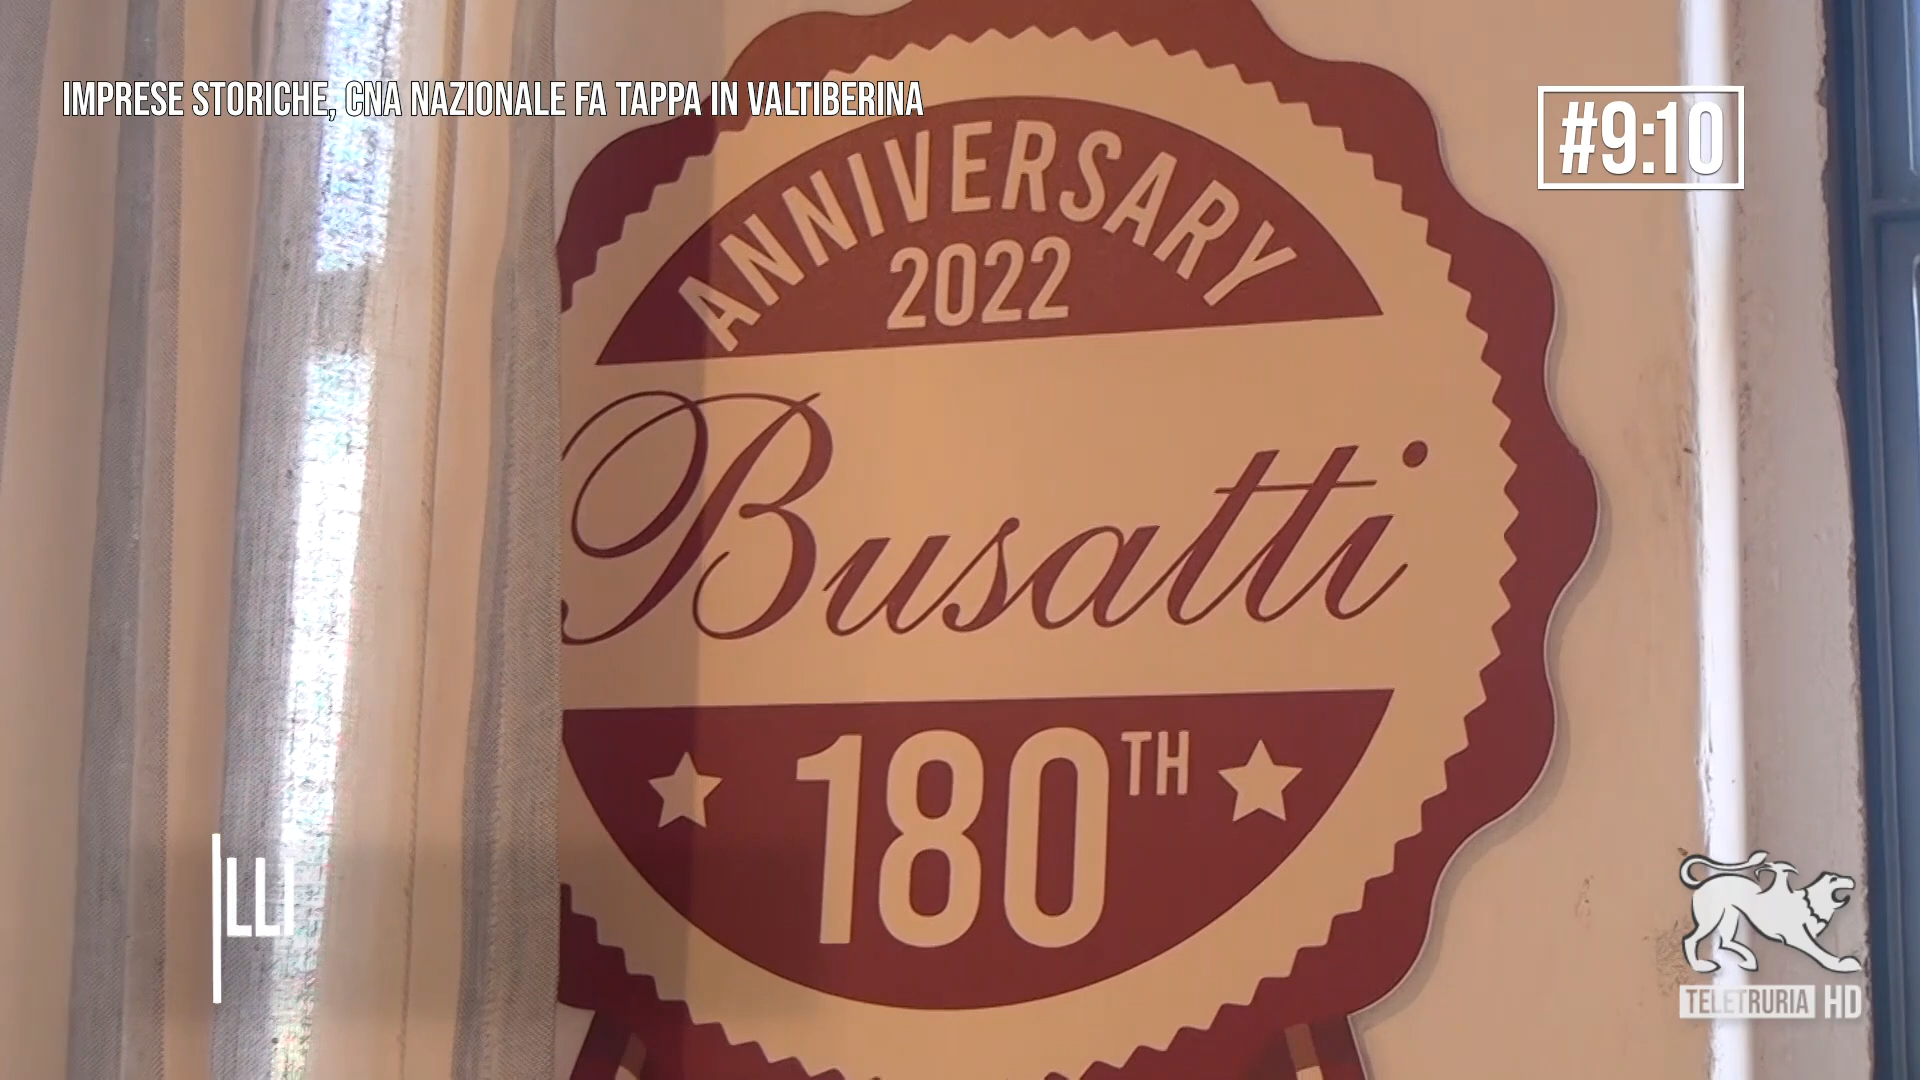 IMPRESE STORICHE, CNA NAZIONALE FA TAPPA IN VALTIBERINA
#9:10
ANNIVERSARY
2022
Busatti
180TH
TELETRURIA HD